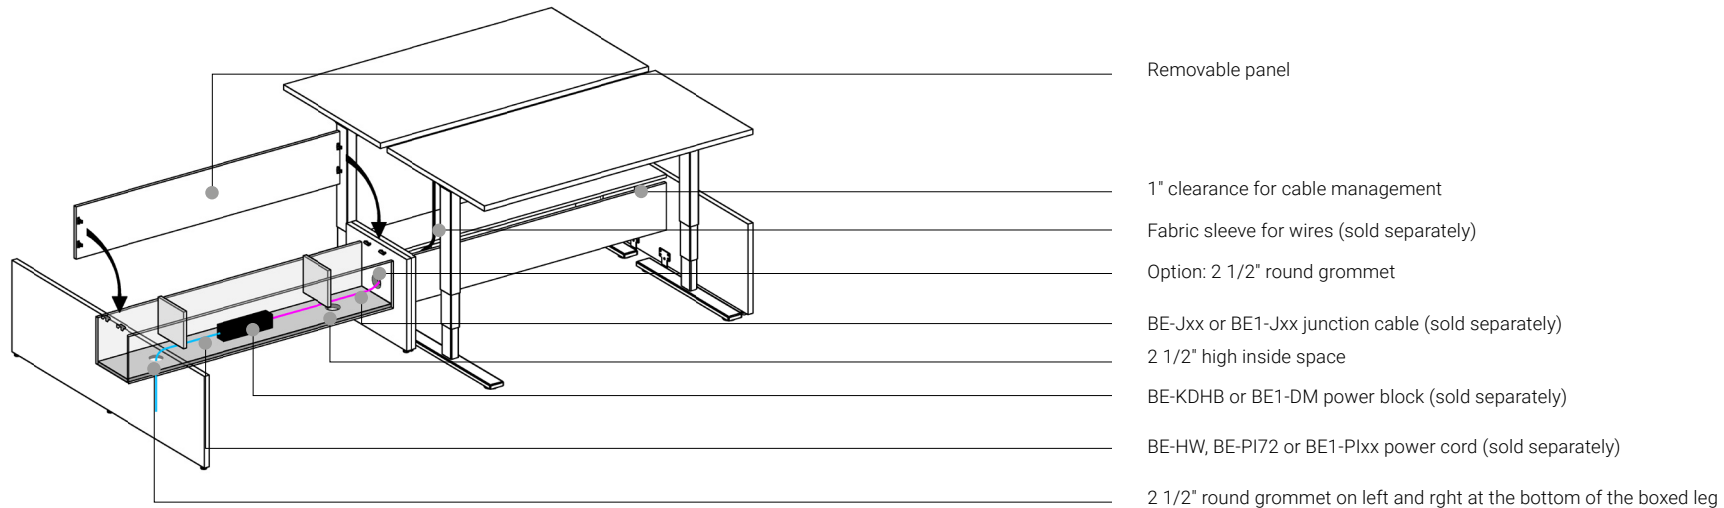 Removable panel
1" clearance for cable management
Fabric sleeve for wires (sold separately)
Option: 2 1/2" round grommet
BE-Jxx or BE1-Jxx junction cable (sold separately)
2 1/2" high inside space
BE-KDHB or BE1-DM power block (sold separately)
BE-HW, BE-PI72 or BE1-PIxx power cord (sold separately)
2 1/2" round grommet on left and rght at the bottom of the boxed leg